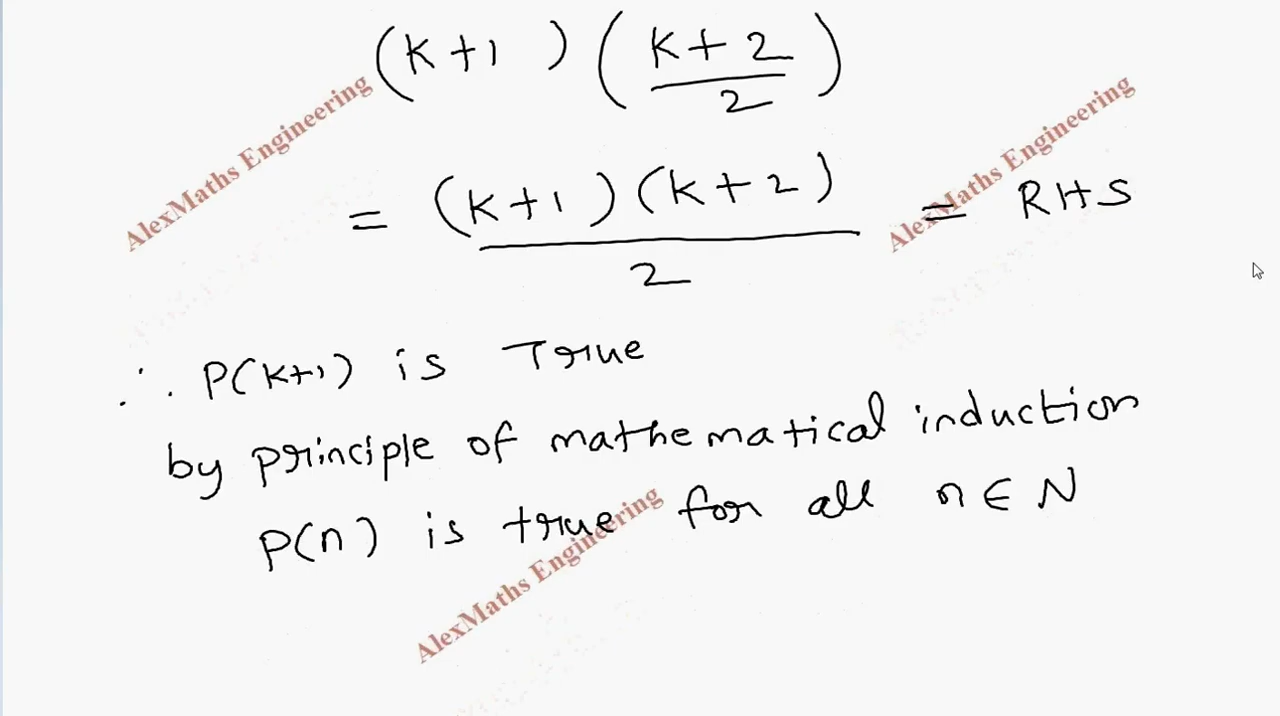 (K+1) (K+2/2)
= (K+1)(K+2)/2 = RHS
∴ P(K+1) is True
by principle of mathematical induction
P(n) is true for all n ∈ N
AlexMaths Engineering
AlexMaths Engineering
AlexMaths Engineering